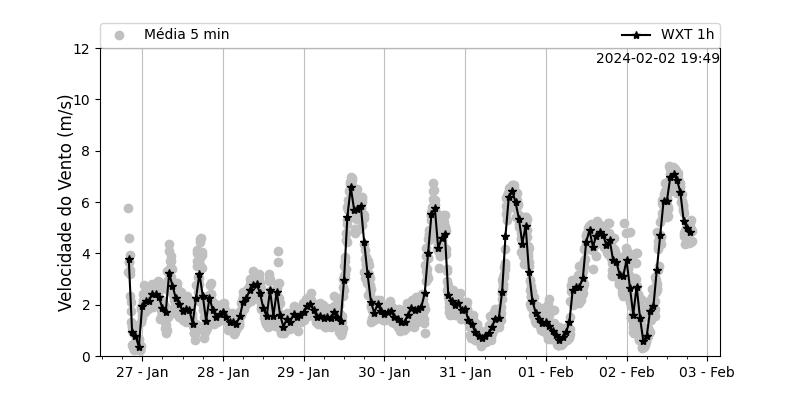 Média 5 min
WXT 1h
2024-02-02 19:49
Velocidade do Vento (m/s)
12
10
8
6
4
2
0
27 - Jan 28 - Jan 29 - Jan 30 - Jan 31 - Jan 01 - Feb 02 - Feb 03 - Feb